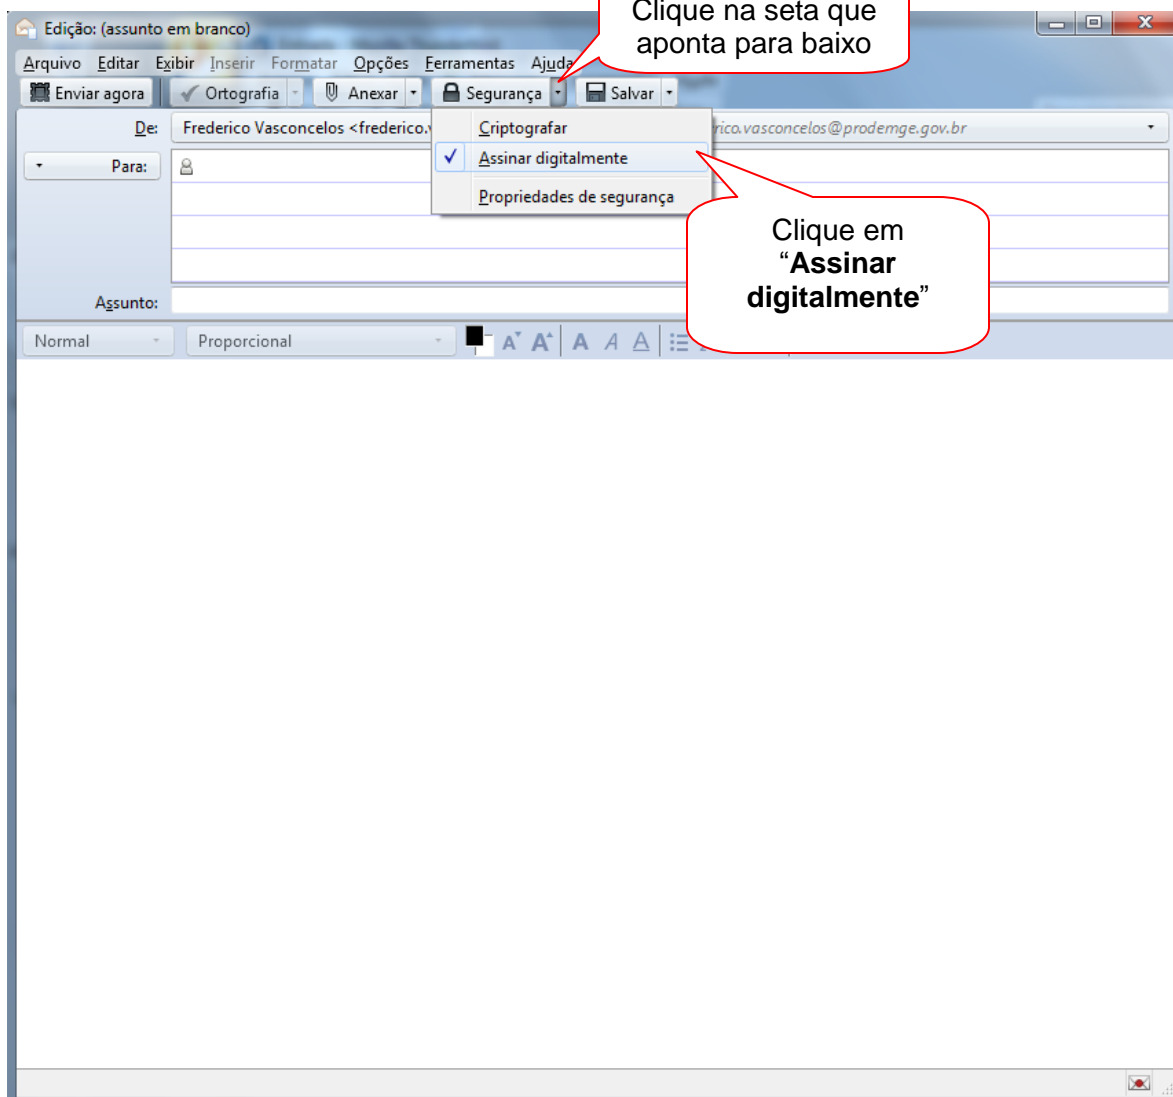 Clique na seta que
aponta para baixo
Edição: (assunto em branco)
Arquivo Editar Exibir Inserir Formatar Opções Ferramentas Ajuda
Enviar agora Ortografia Anexar Segurança Salvar
De: Frederico Vasconcelos <frederico. rico.vasconcelos@prodemge.gov.br
Criptografar
Para: Assinar digitalmente
Propriedades de segurança
Clique em
“Assinar
digitalmente”
Assunto:
Normal Proporcional